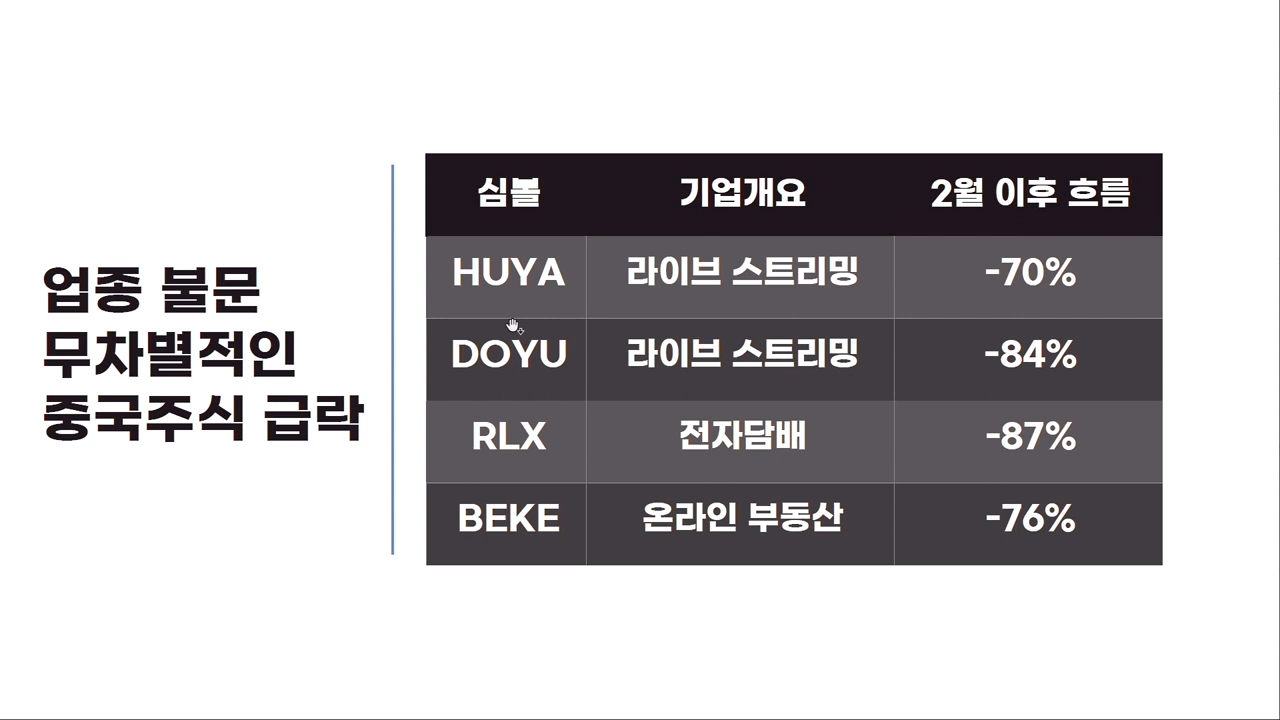 업종 불문
무차별적인
중국주식 급락
심볼 기업개요 2월 이후 흐름
HUYA 라이브 스트리밍 -70%
DOYU 라이브 스트리밍 -84%
RLX 전자담배 -87%
BEKE 온라인 부동산 -76%